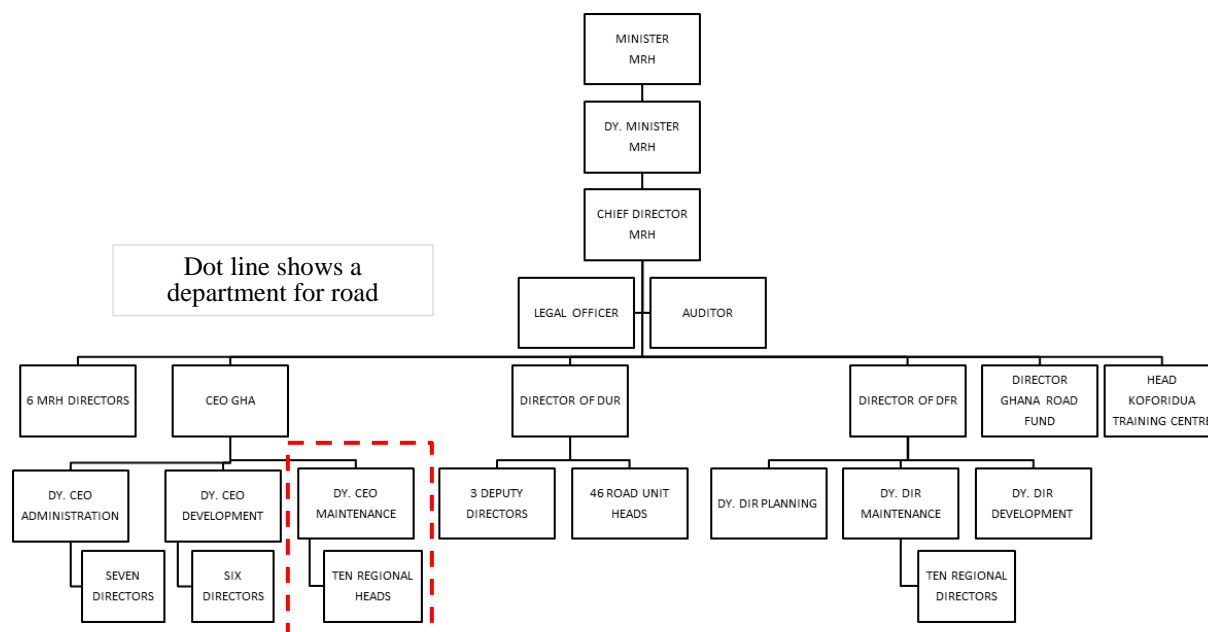 MINISTER
MRH
DY. MINISTER
MRH
CHIEF DIRECTOR
MRH
Dot line shows a
department for road
LEGAL OFFICER
AUDITOR
6 MRH DIRECTORS
CEO GHA
DIRECTOR OF DUR
DIRECTOR OF DFR
DIRECTOR
GHANA ROAD
FUND
HEAD
KOFORIDUA
TRAINING CENTRE
DY. CEO
ADMINISTRATION
DY. CEO
DEVELOPMENT
DY. CEO
MAINTENANCE
3 DEPUTY
DIRECTORS
46 ROAD UNIT
HEADS
DY. DIR PLANNING
DY. DIR
MAINTENANCE
DY. DIR
DEVELOPMENT
SEVEN
DIRECTORS
SIX
DIRECTORS
TEN REGIONAL
HEADS
TEN REGIONAL
DIRECTORS